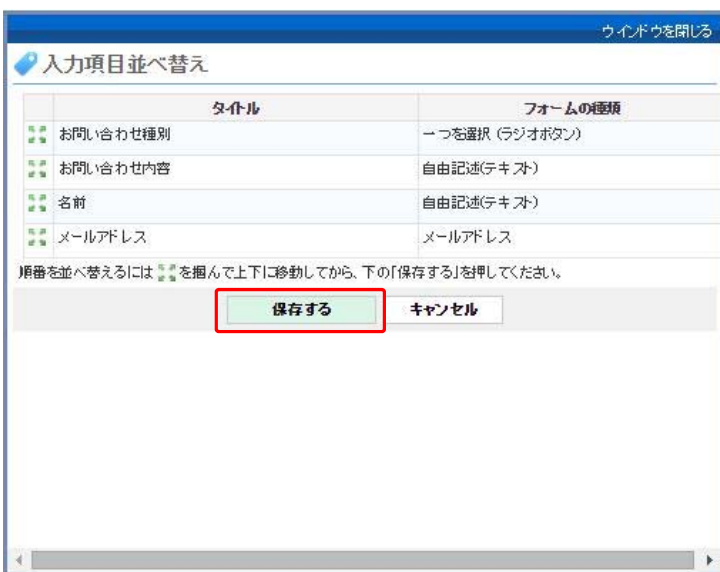 ウインドウを閉じる
入力項目並べ替え
タイトル フォームの種類
お問い合わせ種別 一つを選択 (ラジオボタン)
お問い合わせ内容 自由記述(テキスト)
名前 自由記述(テキスト)
メールアドレス メールアドレス
順番を並べ替えるには を掴んで上下に移動してから、下の「保存する」を押してください。
保存する キャンセル